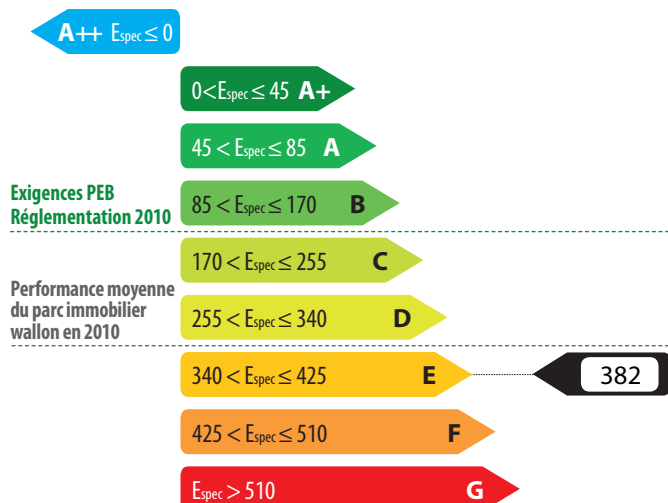 A++ Espec ≤ 0
0<Espec ≤ 45 A+
45 < Espec ≤ 85 A
Exigences PEB
Réglementation 2010
85 < Espec ≤ 170 B
170 < Espec ≤ 255 C
Performance moyenne
du parc immobilier
wallon en 2010
255 < Espec ≤ 340 D
340 < Espec ≤ 425 E
382
425 < Espec ≤ 510 F
Espec > 510 G